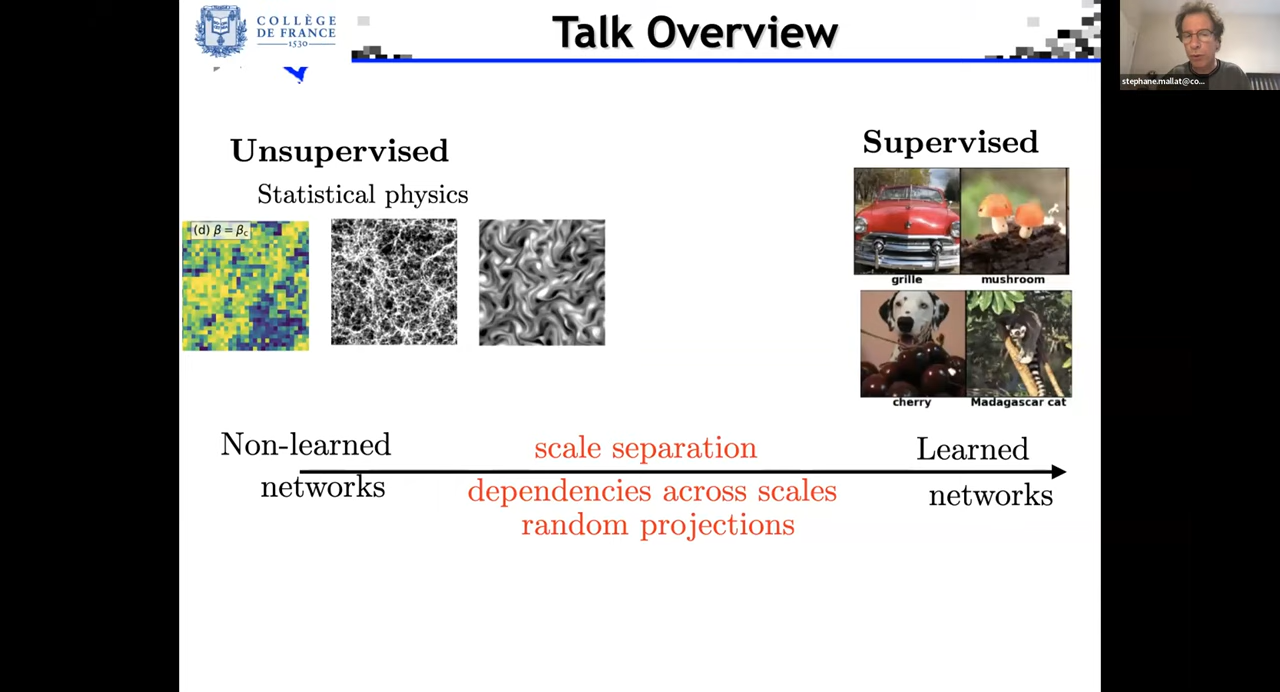 COLLÈGE
DE FRANCE
1530
Talk Overview
stephane.mallat@co...
Unsupervised
Statistical physics
(d) β = βc
Supervised
grille
mushroom
cherry
Madagascar cat
Non-learned
networks
scale separation
dependencies across scales
random projections
Learned
networks